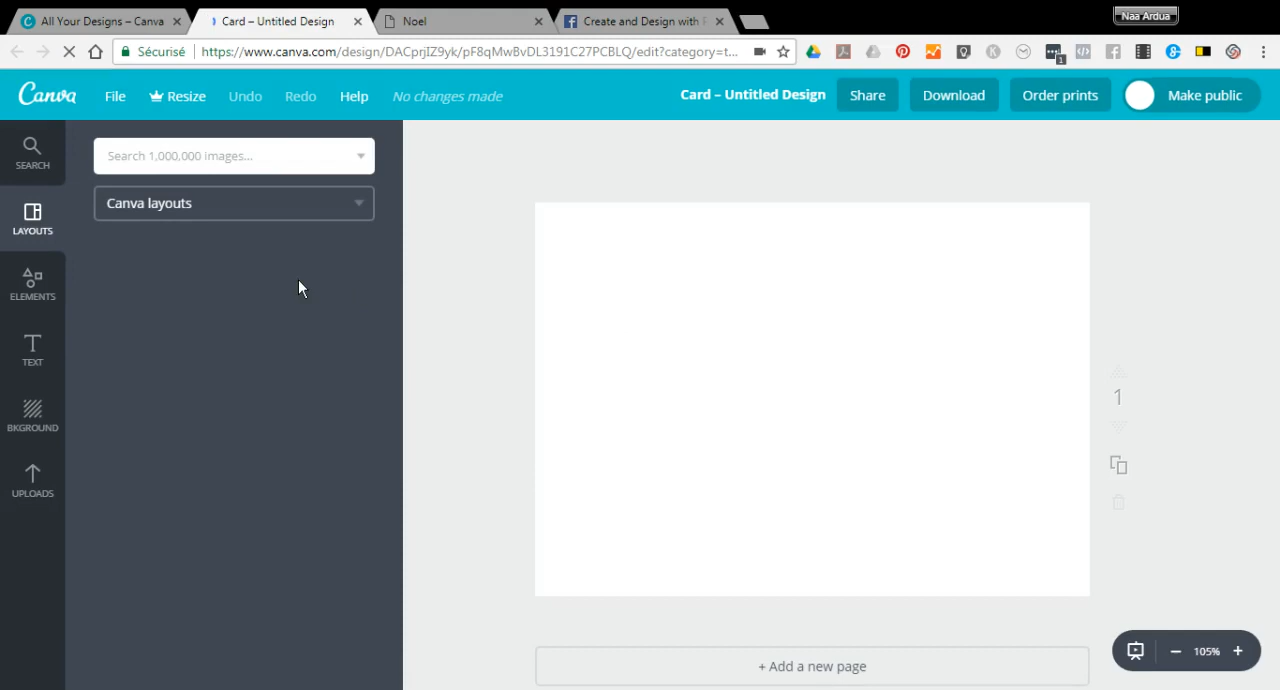 All Your Designs – Canva
Card – Untitled Design
Noel
Create and Design with
Naa Ardua
Sécurisé
https://www.canva.com/design/DACprjIZ9yk/pF8qMwBvDL3191C27PCBLQ/edit?category=t...
1
Canva
File
Resize
Undo
Redo
Help
No changes made
Card – Untitled Design
Share
Download
Order prints
Make public
SEARCH
Search 1,000,000 images...
Canva layouts
LAYOUTS
ELEMENTS
TEXT
BKGROUND
UPLOADS
1
+ Add a new page
105%